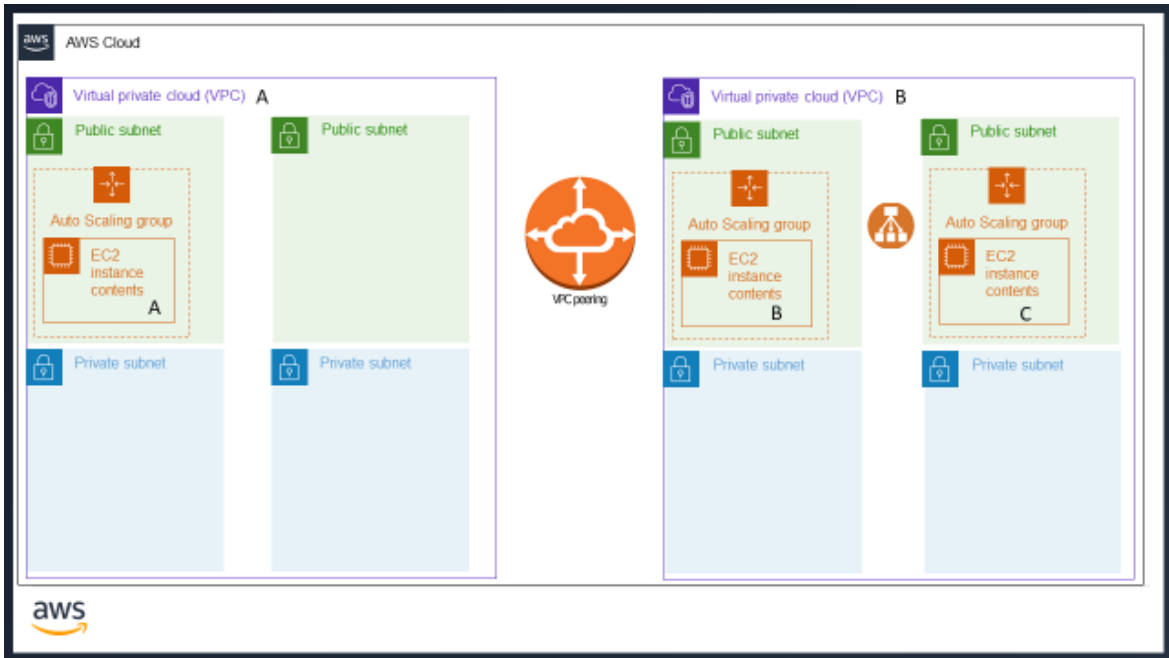 aws
AWS Cloud
Virtual private cloud (VPC) A
Public subnet
Public subnet
Auto Scaling group
EC2
instance
contents
A
Private subnet
Private subnet
VPC peering
Virtual private cloud (VPC) B
Public subnet
Public subnet
Auto Scaling group
EC2
instance
contents
B
Auto Scaling group
EC2
instance
contents
C
Private subnet
Private subnet
aws